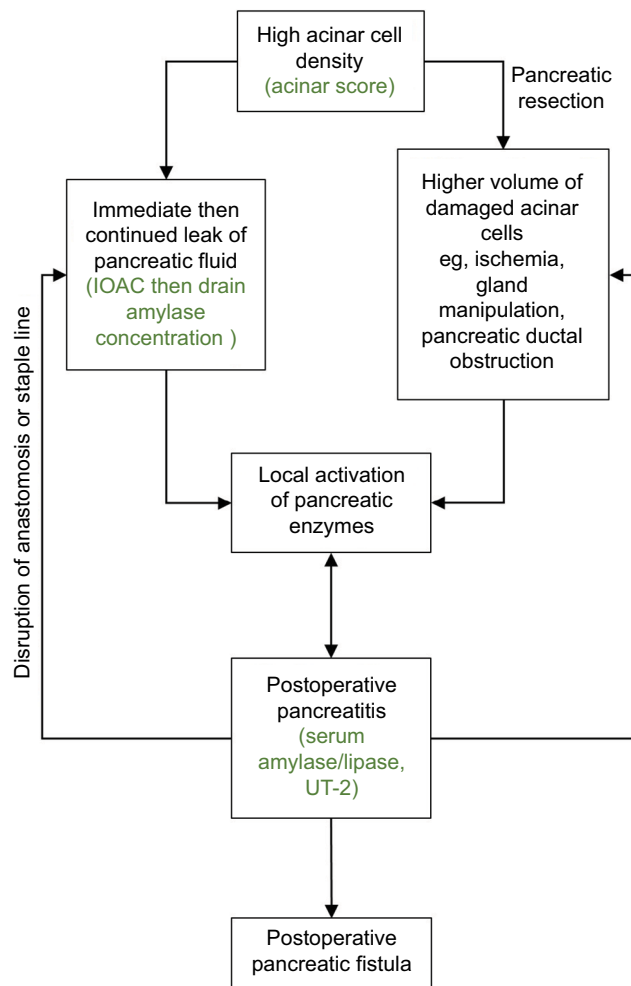 High acinar cell
density
(acinar score)
Pancreatic
resection
Immediate then
continued leak of
pancreatic fluid
(IOAC then drain
amylase
concentration )
Higher volume of
damaged acinar
cells
eg, ischemia,
gland
manipulation,
pancreatic ductal
obstruction
Disruption of anastomosis or staple line
Local activation
of pancreatic
enzymes
Postoperative
pancreatitis
(serum
amylase/lipase,
UT-2)
Postoperative
pancreatic fistula